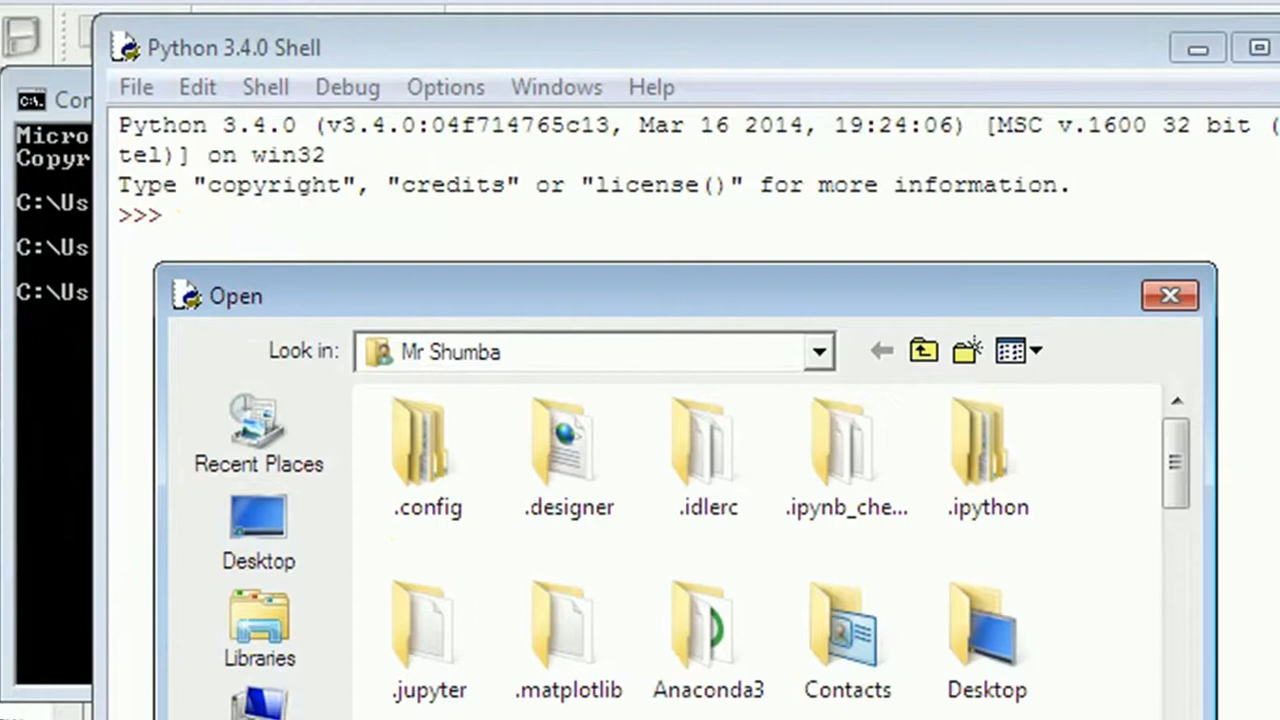 Python 3.4.0 Shell
File Edit Shell Debug Options Windows Help
Python 3.4.0 (v3.4.0:04f714765c13, Mar 16 2014, 19:24:06) [MSC v.1600 32 bit (
tel)] on win32
Type "copyright", "credits" or "license()" for more information.
>>>
Con
Micro
Copyr
C:\Us
C:\Us
C:\Us
Open
Look in: Mr Shumba
Recent Places
Desktop
Libraries
.config .designer .idlerc .ipynb_che... .ipython
.jupyter .matplotlib Anaconda3 Contacts Desktop